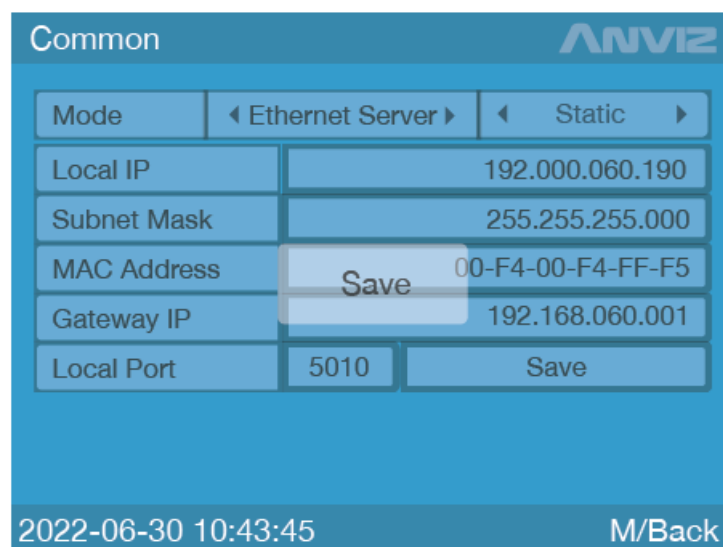 Common ANVIZ
Mode Ethernet Server Static
Local IP 192.000.060.190
Subnet Mask 255.255.255.000
MAC Address 00-F4-00-F4-FF-F5
Save
Gateway IP 192.168.060.001
Local Port 5010 Save
2022-06-30 10:43:45 M/Back